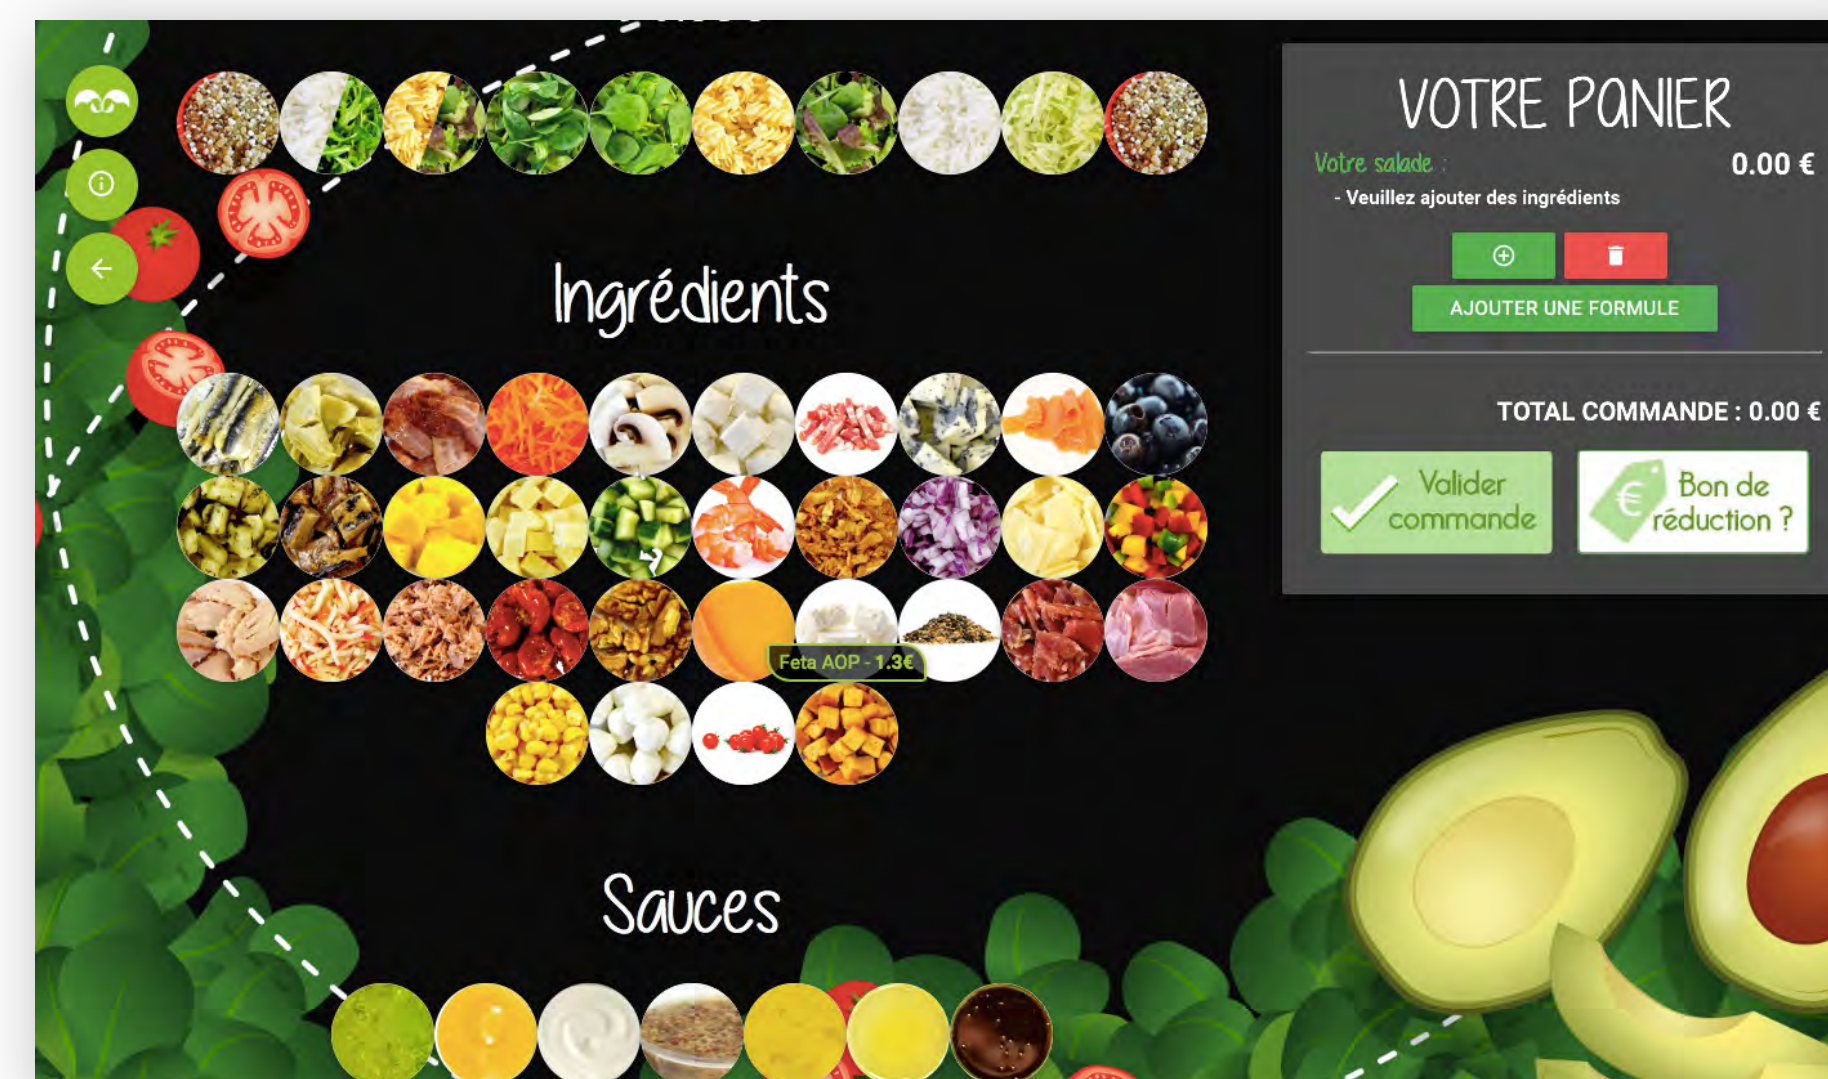 VOTRE PANIER
Votre salade :
0.00 €
- Veuillez ajouter des ingrédients
AJOUTER UNE FORMULE
TOTAL COMMANDE : 0.00 €
Valider
commande
Bon de
réduction ?
Ingrédients
Feta AOP - 1.3€
Sauces